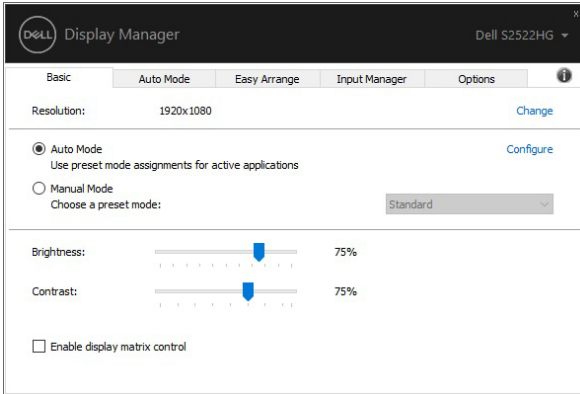 DELL Display Manager Dell S2522HG
Basic Auto Mode Easy Arrange Input Manager Options
Resolution: 1920x1080 Change
Auto Mode Configure
Use preset mode assignments for active applications
Manual Mode
Choose a preset mode: Standard
Brightness: 75%
Contrast: 75%
Enable display matrix control